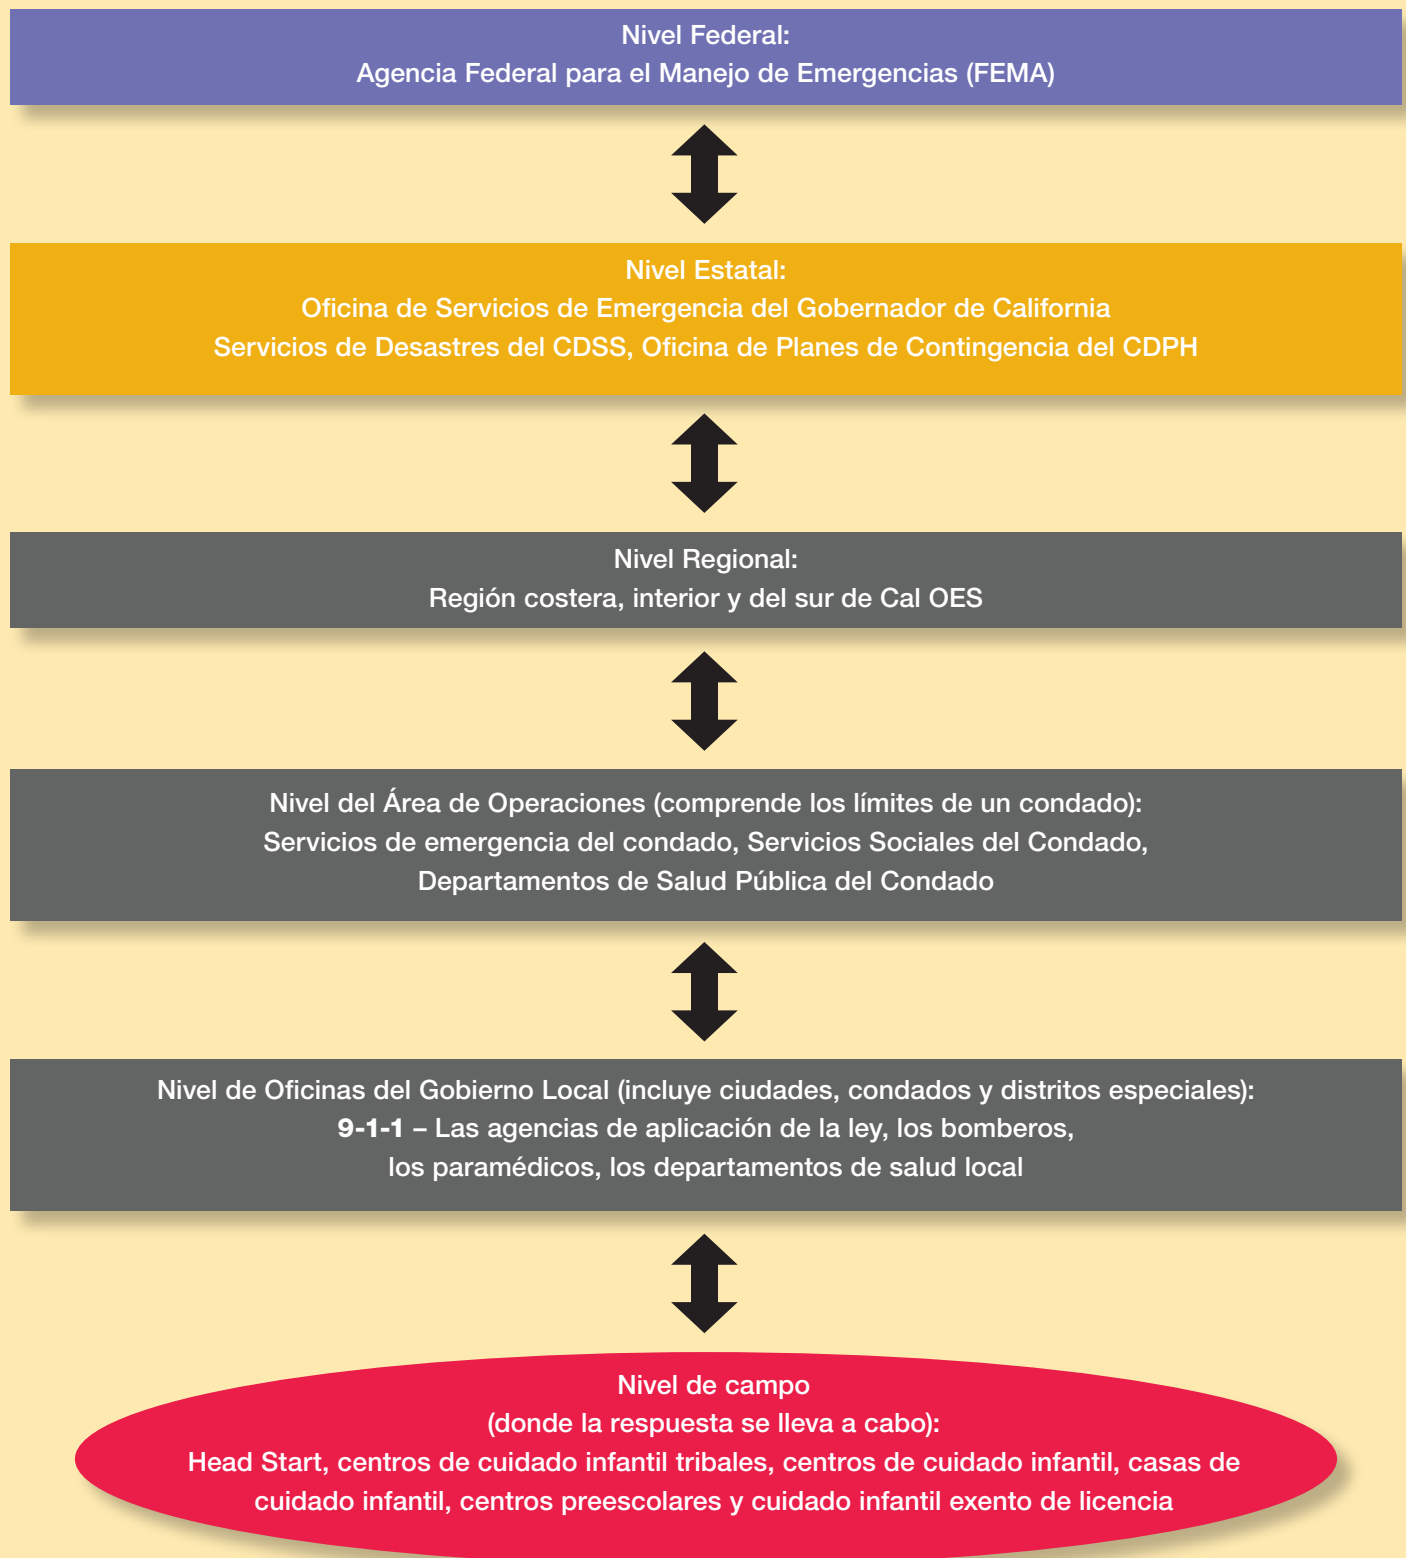 Nivel Federal:
Agencia Federal para el Manejo de Emergencias (FEMA)
Nivel Estatal:
Oficina de Servicios de Emergencia del Gobernador de California
Servicios de Desastres del CDSS, Oficina de Planes de Contingencia del CDPH
Nivel Regional:
Región costera, interior y del sur de Cal OES
Nivel del Área de Operaciones (comprende los límites de un condado):
Servicios de emergencia del condado, Servicios Sociales del Condado,
Departamentos de Salud Pública del Condado
Nivel de Oficinas del Gobierno Local (incluye ciudades, condados y distritos especiales):
9-1-1 – Las agencias de aplicación de la ley, los bomberos,
los paramédicos, los departamentos de salud local
Nivel de campo
(donde la respuesta se lleva a cabo):
Head Start, centros de cuidado infantil tribales, centros de cuidado infantil, casas de
cuidado infantil, centros preescolares y cuidado infantil exento de licencia